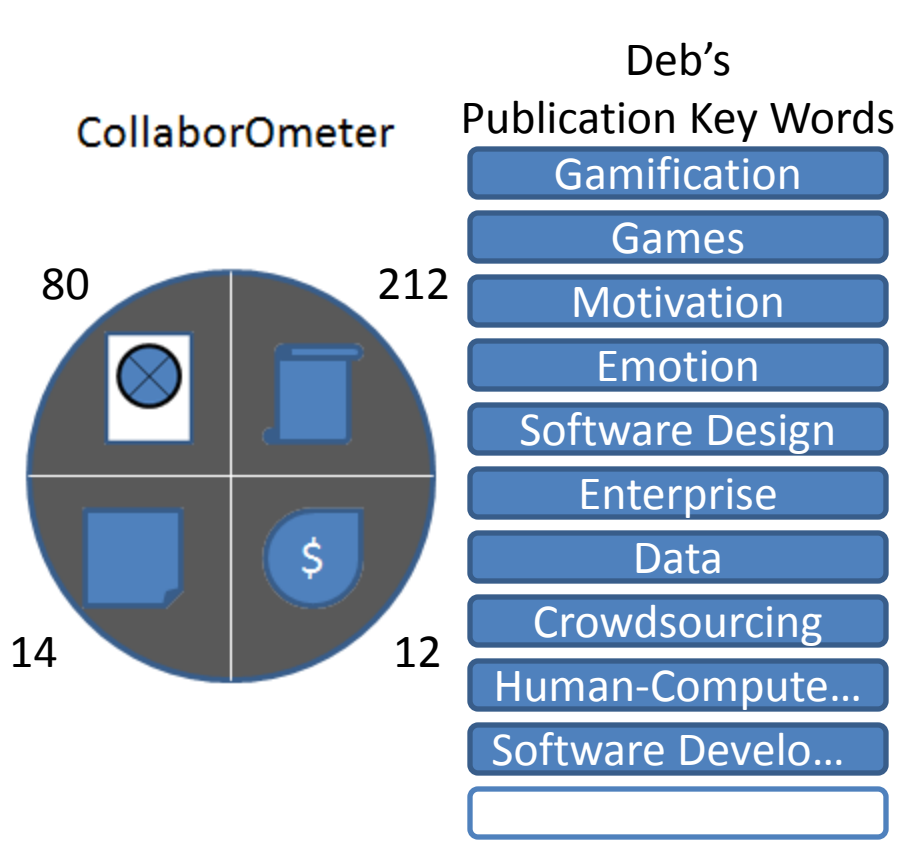 CollaborOmeter
80
212
$
14
12
Deb’s
Publication Key Words
Gamification
Games
Motivation
Emotion
Software Design
Enterprise
Data
Crowdsourcing
Human-Compute…
Software Develo…